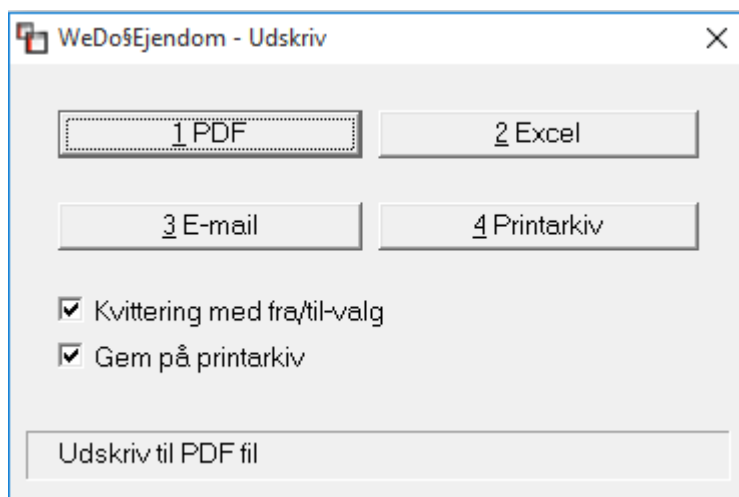 WeDo§Ejendom - Udskriv
1 PDF
2 Excel
3 E-mail
4 Printarkiv
Kvittering med fra/til-valg
Gem på printarkiv
Udskriv til PDF fil